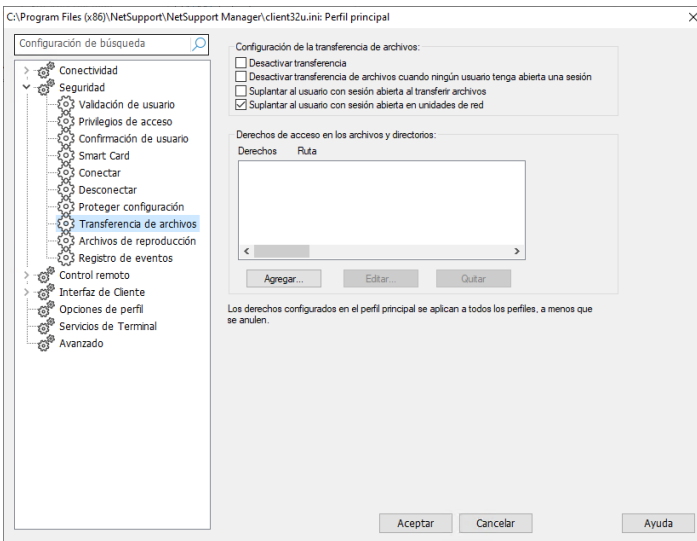 C:\Program Files (x86)\NetSupport\NetSupport Manager\client32u.ini: Perfil principal
Configuración de búsqueda
Conectividad
Seguridad
Validación de usuario
Privilegios de acceso
Confirmación de usuario
Smart Card
Conectar
Desconectar
Proteger configuración
Transferencia de archivos
Archivos de reproducción
Registro de eventos
Control remoto
Interfaz de Cliente
Opciones de perfil
Servicios de Terminal
Avanzado
Configuración de la transferencia de archivos:
Desactivar transferencia
Desactivar transferencia de archivos cuando ningún usuario tenga abierta una sesión
Suplantar al usuario con sesión abierta al transferir archivos
Suplantar al usuario con sesión abierta en unidades de red
Derechos de acceso en los archivos y directorios:
Derechos Ruta
Agregar... Editar... Quitar
Los derechos configurados en el perfil principal se aplican a todos los perfiles, a menos que
se anulen.
Aceptar Cancelar Ayuda